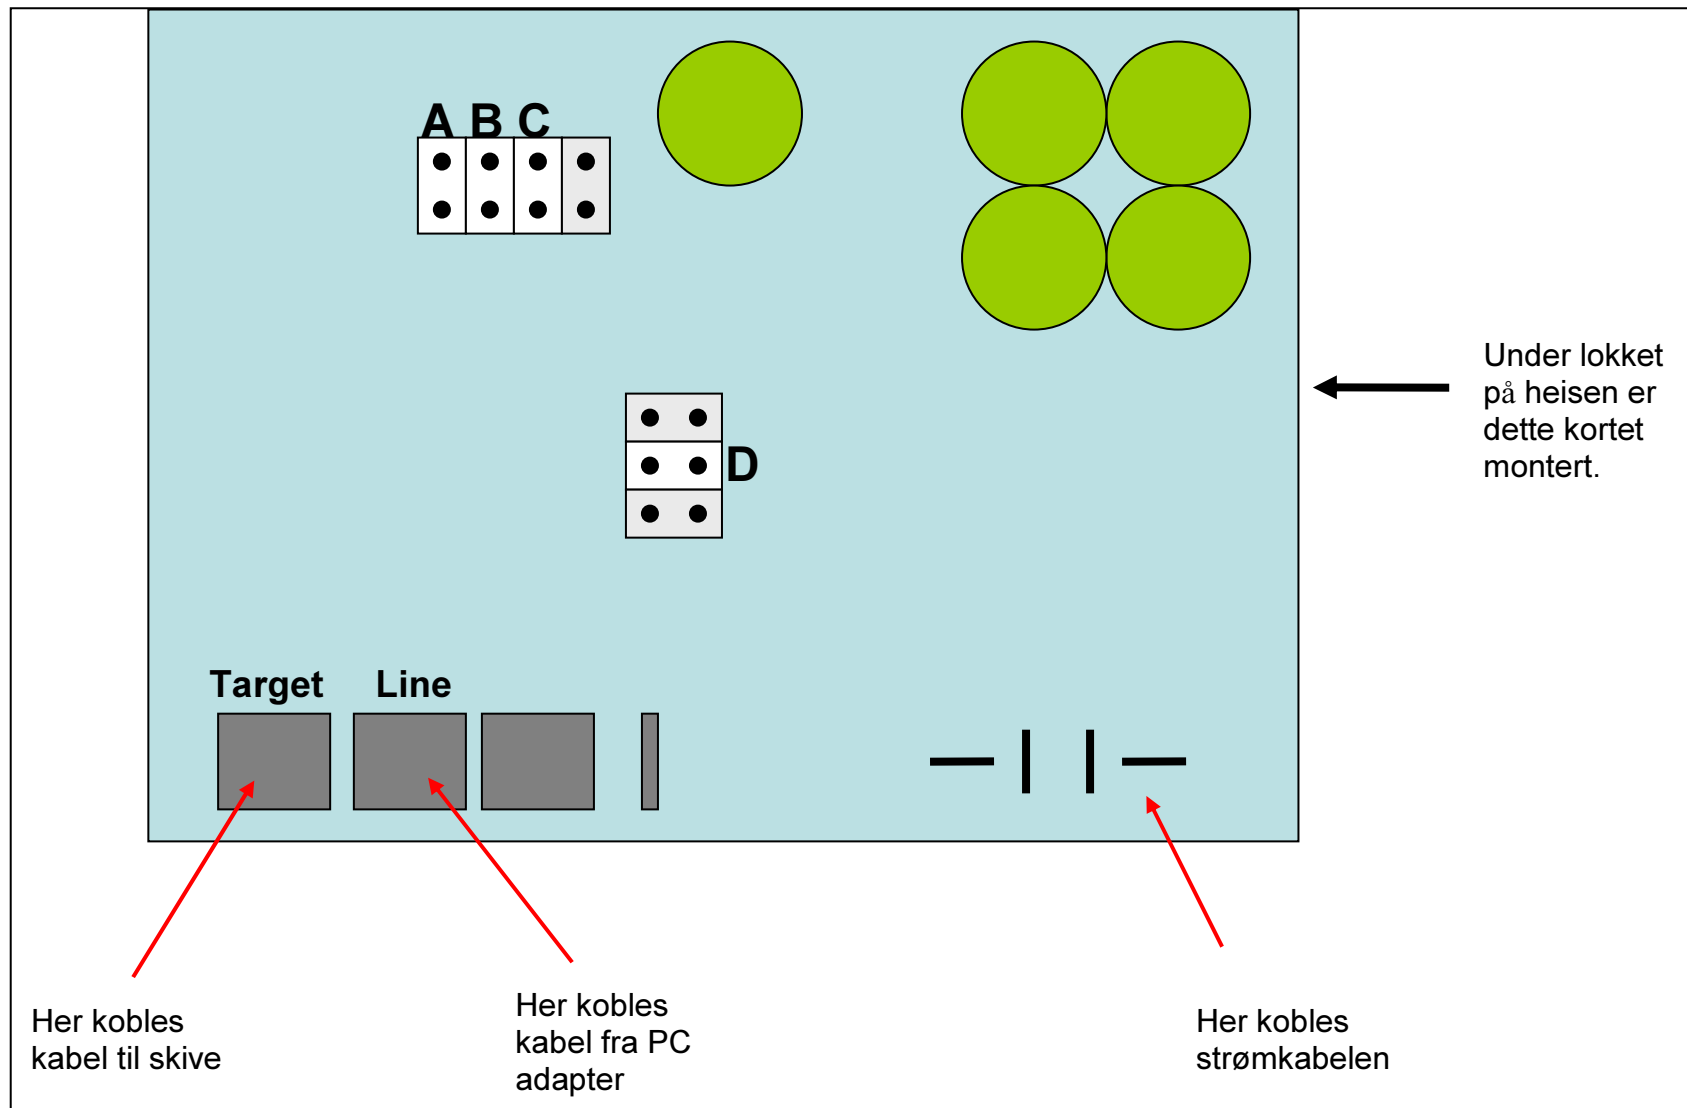 A B C
Under lokket
på heisen er
dette kortet
montert.
D
Target Line
Her kobles
kabel til skive
Her kobles
kabel fra PC
adapter
Her kobles
strømkabelen